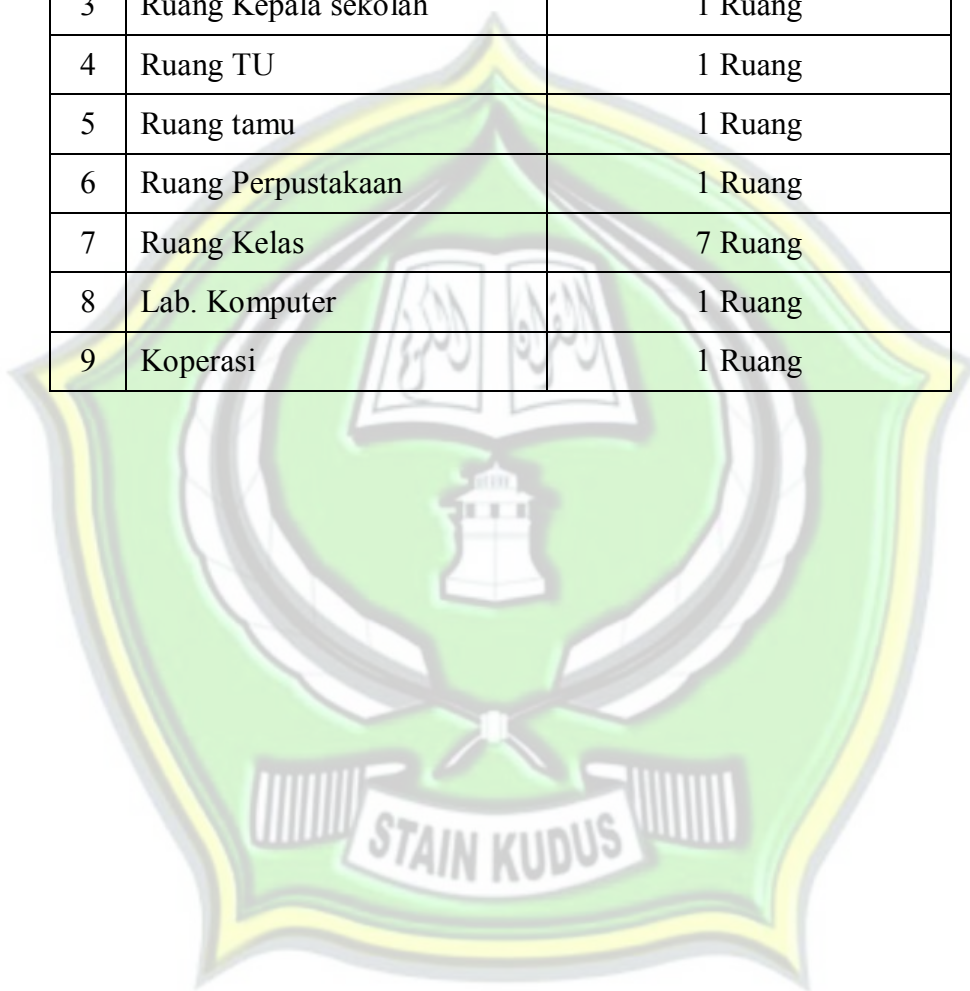 3 Ruang Kepala sekolah 1 Ruang
4 Ruang TU 1 Ruang
5 Ruang tamu 1 Ruang
6 Ruang Perpustakaan 1 Ruang
7 Ruang Kelas 7 Ruang
8 Lab. Komputer 1 Ruang
9 Koperasi 1 Ruang
STAIN KUDUS